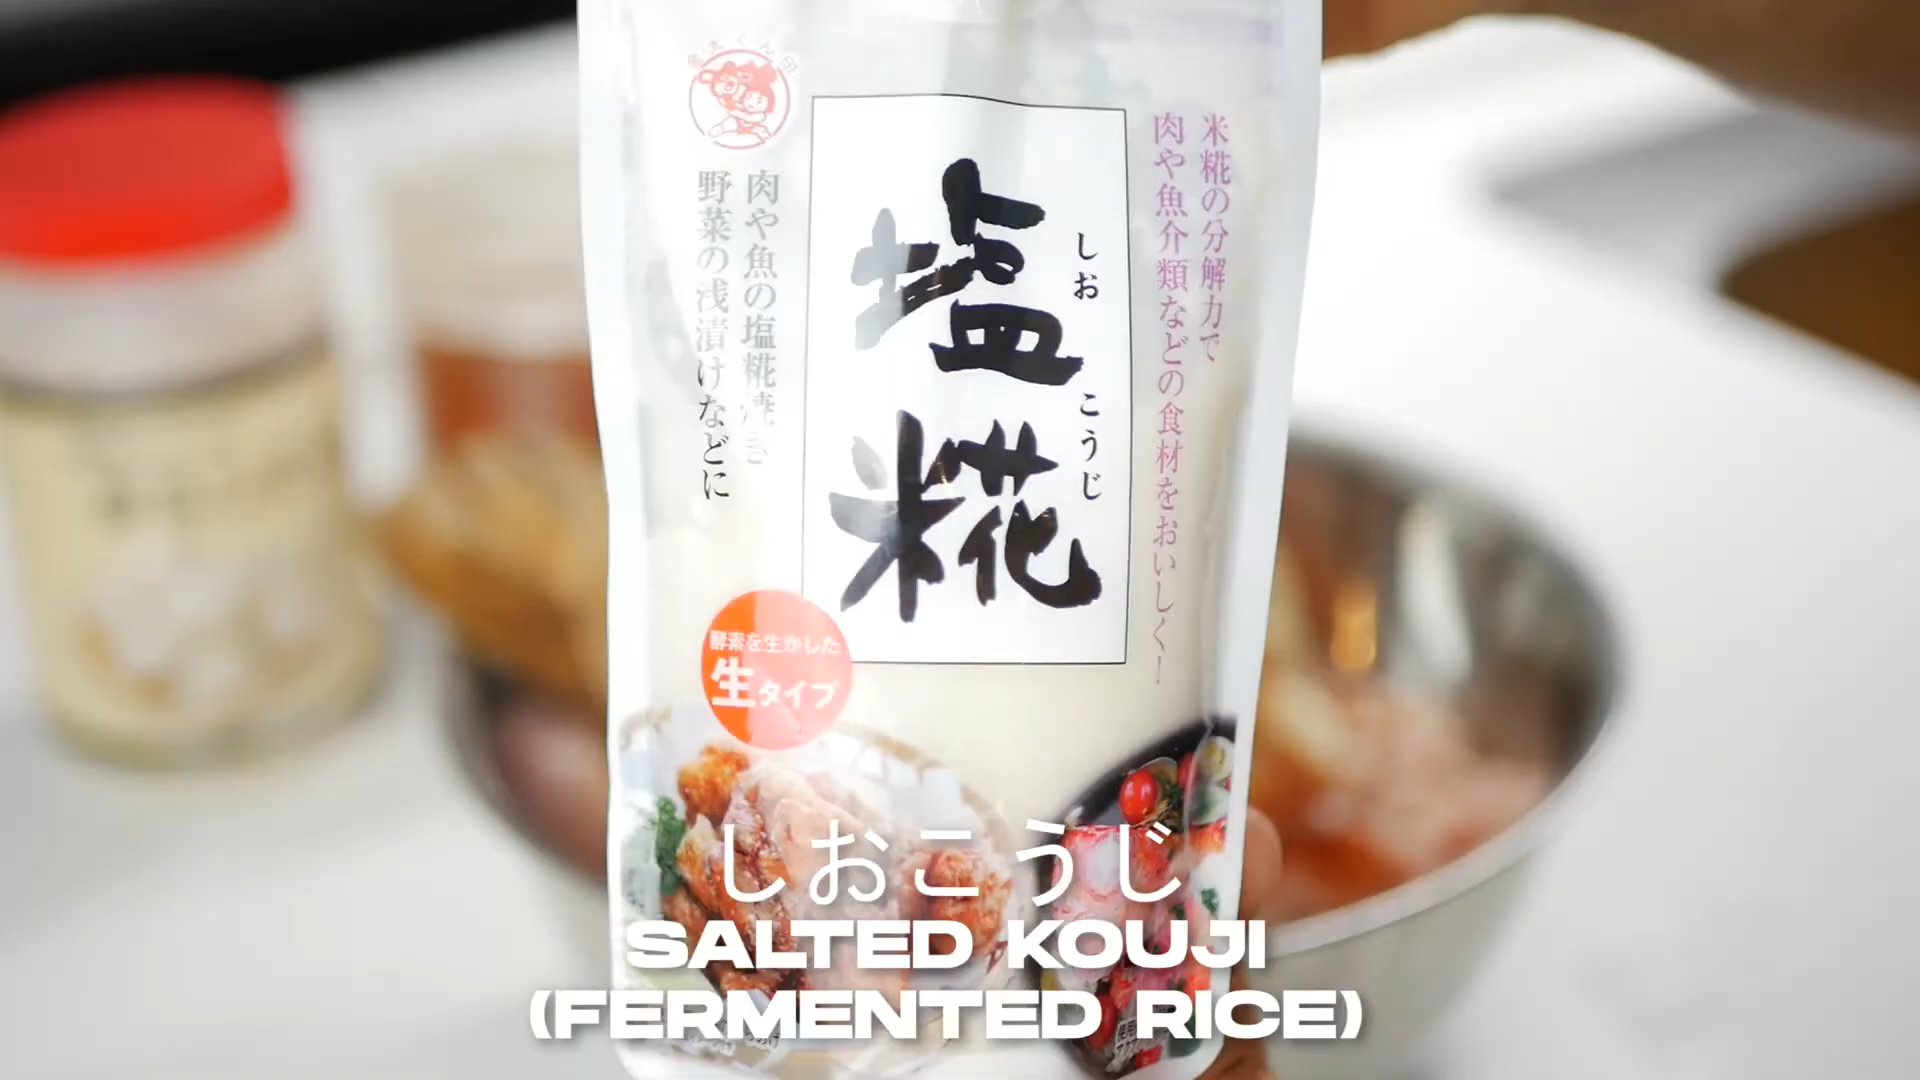 米糀の分解力で
肉や魚介類などの食材をおいしく!
しお こうじ
塩糀
肉や魚の塩糀焼き
野菜の浅漬けなどに
酵素を生かした
生タイプ
しおこうじ
SALTED KOUJI
(FERMENTED RICE)